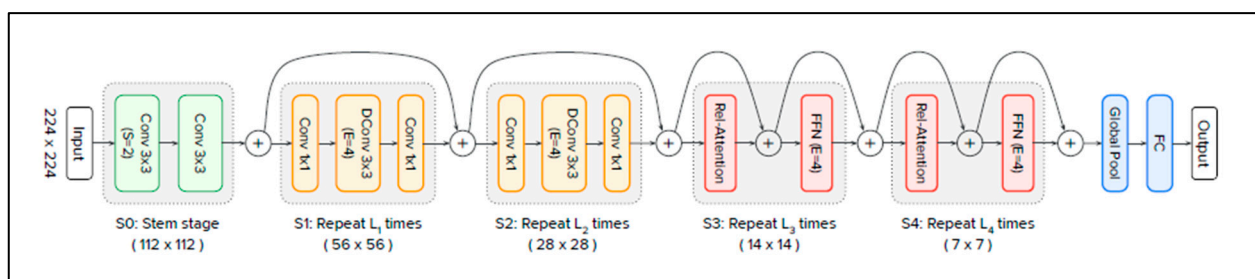 224 x 224
Input
Conv 3x3
(S=2)
Conv 3x3
+
Conv 1x1
DConv 3x3
(E=4)
Conv 1x1
+
Conv 1x1
DConv 3x3
(E=4)
Conv 1x1
+
Rel-Attention
+
FFN (E=4)
+
Rel-Attention
+
FFN (E=4)
+
Global Pool
FC
Output
S0: Stem stage
( 112 x 112 )
S1: Repeat L₁ times
( 56 x 56 )
S2: Repeat L₂ times
( 28 x 28 )
S3: Repeat L₃ times
( 14 x 14 )
S4: Repeat L₄ times
( 7 x 7 )